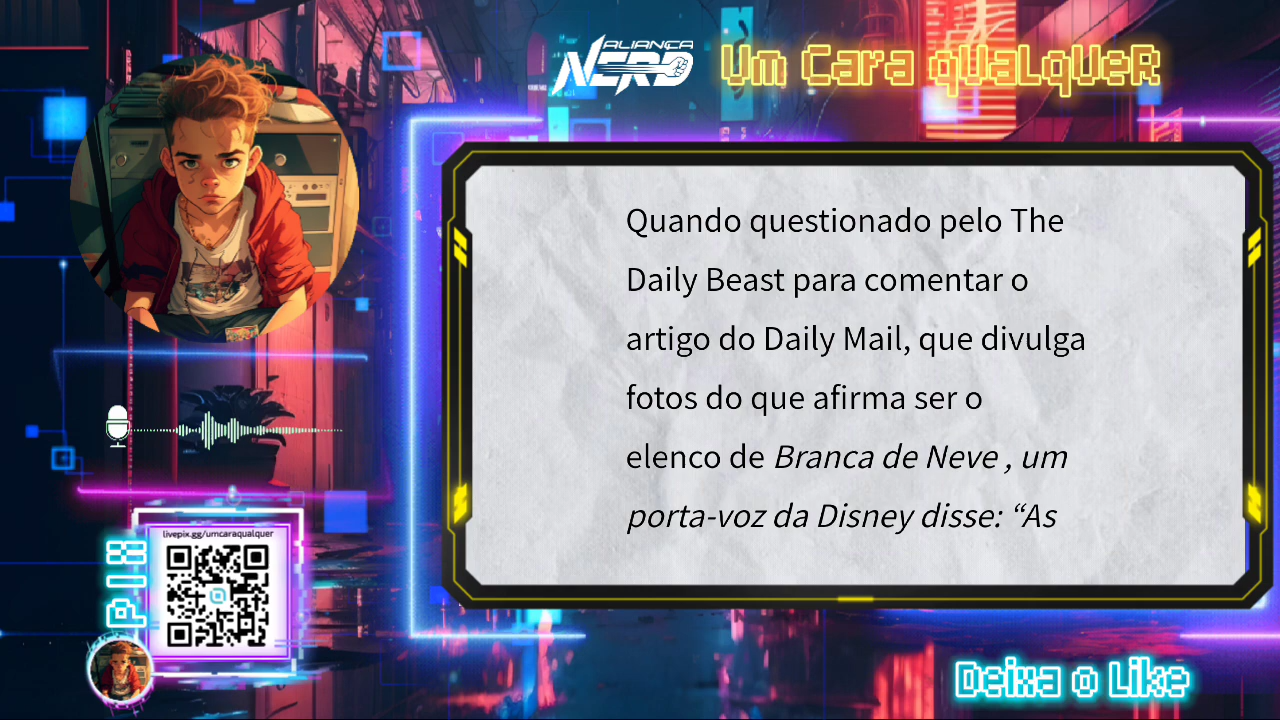 ALIANÇA
NERD
Um Cara qUaLqUeR
Quando questionado pelo The
Daily Beast para comentar o
artigo do Daily Mail, que divulga
fotos do que afirma ser o
elenco de Branca de Neve , um
porta-voz da Disney disse: “As
livepix.gg/umcaraqualquer
PIX
Deixa o Like